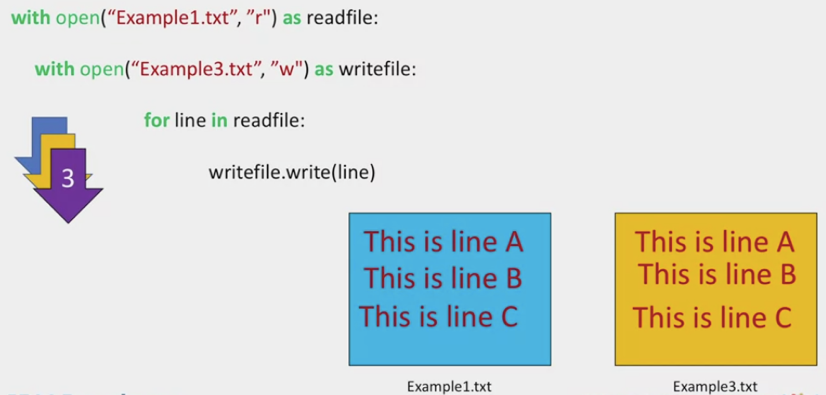 with open(“Example1.txt”, ”r") as readfile:
with open(“Example3.txt”, ”w") as writefile:
for line in readfile:
3
writefile.write(line)
This is line A
This is line B
This is line C
Example1.txt
This is line A
This is line B
This is line C
Example3.txt